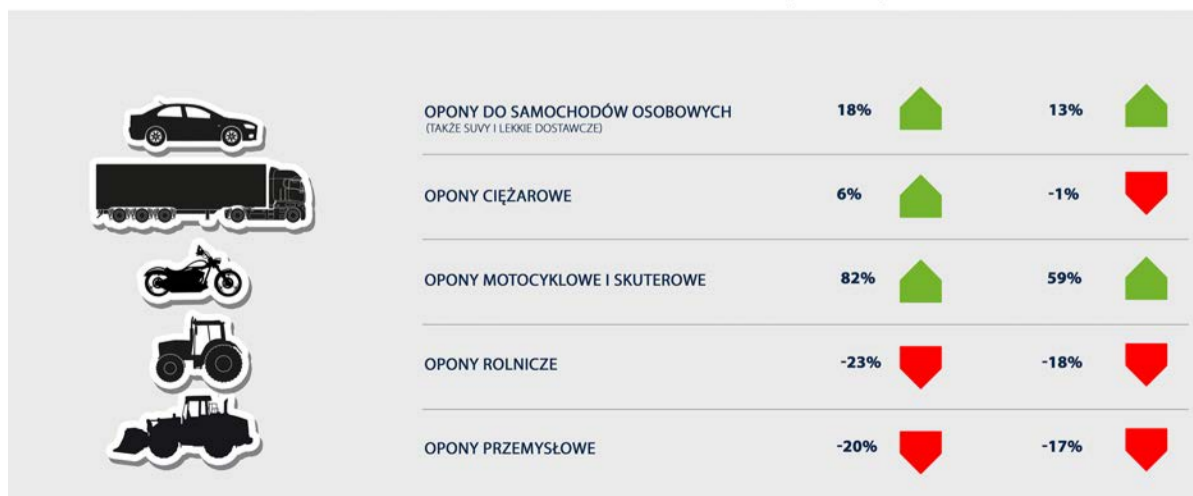 OPONY DO SAMOCHODÓW OSOBOWYCH 18% 13%
(TAKŻE SUVY I LEKKIE DOSTAWCZE)
OPONY CIĘŻAROWE 6% -1%
OPONY MOTOCYKLOWE I SKUTEROWE 82% 59%
OPONY ROLNICZE -23% -18%
OPONY PRZEMYSŁOWE -20% -17%